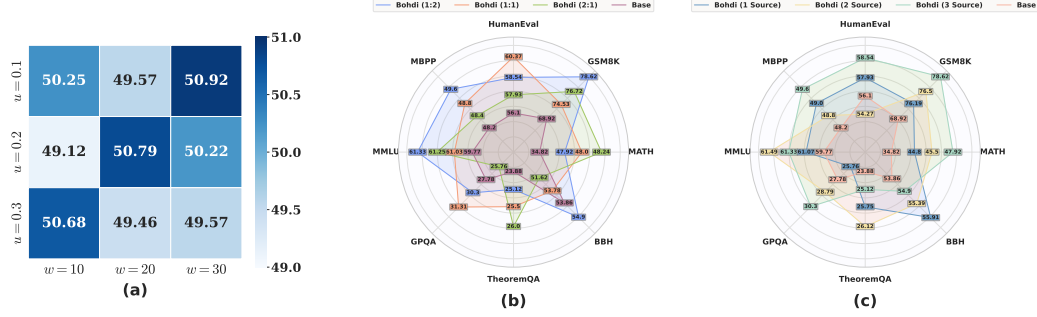 Bohdi (1:2) Bohdi (1:1) Bohdi (2:1) Base
Bohdi (1 Source) Bohdi (2 Source) Bohdi (3 Source) Base
u = 0.1
u = 0.2
u = 0.3
50.25 49.57 50.92
49.12 50.79 50.22
50.68 49.46 49.57
w = 10 w = 20 w = 30
51.0
50.5
50.0
49.5
49.0
(a)
HumanEval
GSM8K
MATH
BBH
TheoremQA
GPQA
MMLU
MBPP
60.37
58.54
57.93
56.1
78.62
76.72
74.53
68.92
49.6
48.8
48.4
48.2
61.33 61.25 61.03 59.77
34.82 47.92 48.0 48.24
25.76
27.78
30.3
31.31
23.88
25.12
25.5
26.0
51.62
53.78
53.86
54.9
(b)
HumanEval
GSM8K
MATH
BBH
TheoremQA
GPQA
MMLU
MBPP
58.54
57.93
56.1
54.27
78.62
76.5
76.19
68.92
49.6
49.0
48.8
48.2
61.49 61.33 61.07 59.77
34.82 44.8 45.5 47.92
25.76
27.78
28.79
30.3
23.88
25.12
25.75
26.12
53.86
54.9
55.39
55.91
(c)